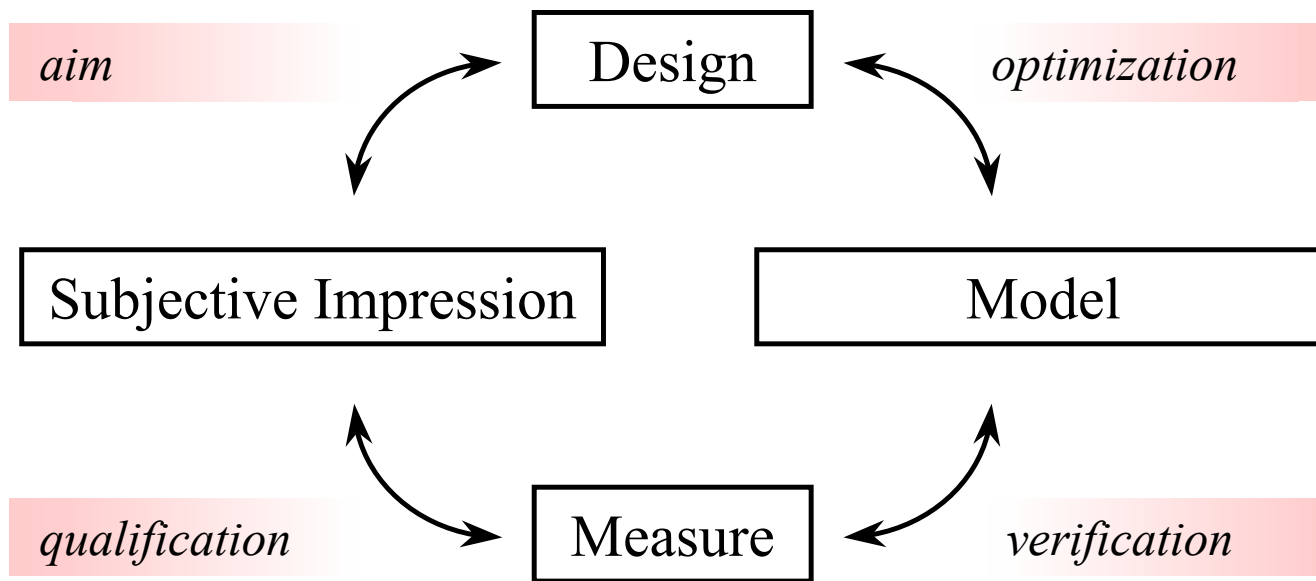 aim
Design
optimization
Subjective Impression
Model
qualification
Measure
verification